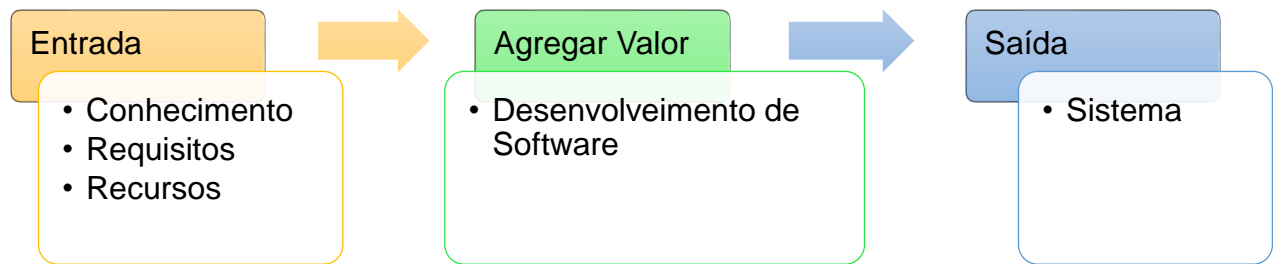 Entrada
• Conhecimento
• Requisitos
• Recursos
Agregar Valor
• Desenvolveimento de
Software
Saída
• Sistema